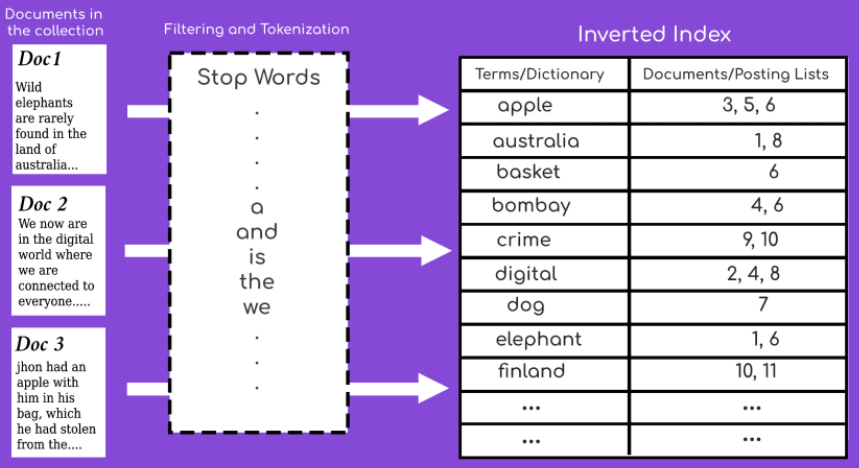 Documents in
the collection
Doc1
Wild
elephants
are rarely
found in the
land of
australia...
Doc 2
We now are
in the digital
world where
we are
connected to
everyone.....
Doc 3
jhon had an
apple with
him in his
bag, which
he had stolen
from the....
Filtering and Tokenization
Stop Words
.
.
.
.
a
and
is
the
we
.
.
.
Inverted Index
Terms/Dictionary Documents/Posting Lists
apple 3, 5, 6
australia 1, 8
basket 6
bombay 4, 6
crime 9, 10
digital 2, 4, 8
dog 7
elephant 1, 6
finland 10, 11
... ...
... ...